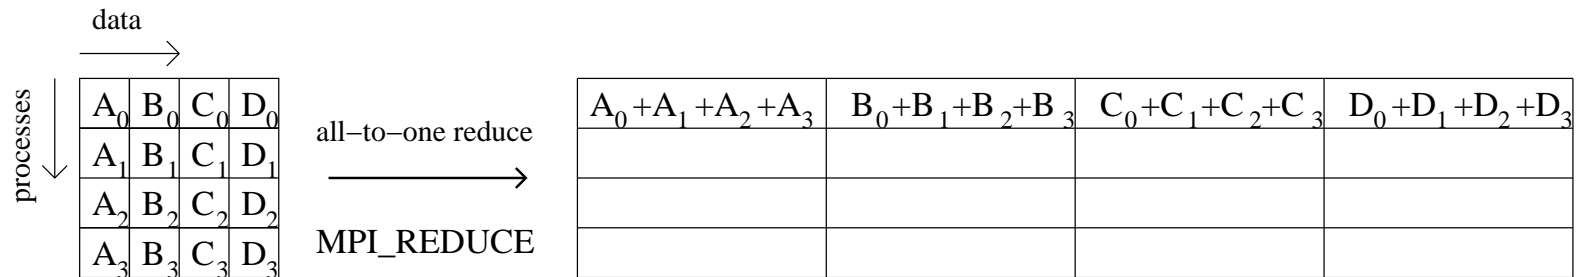 data
processes
A₀ B₀ C₀ D₀
A₁ B₁ C₁ D₁
A₂ B₂ C₂ D₂
A₃ B₃ C₃ D₃
all−to−one reduce
MPI_REDUCE
A₀+A₁+A₂+A₃ B₀+B₁+B₂+B₃ C₀+C₁+C₂+C₃ D₀+D₁+D₂+D₃